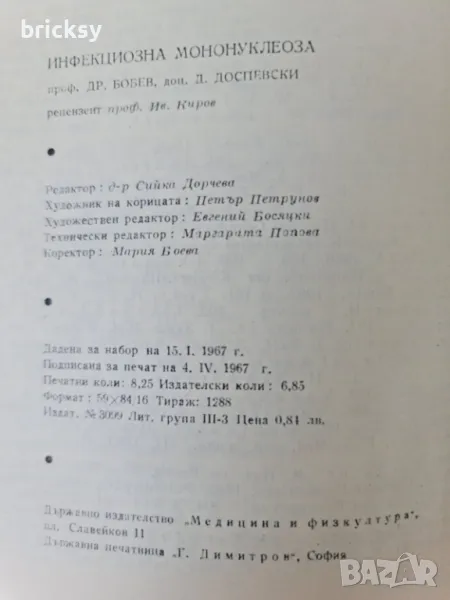 bricksy
ИНФЕКЦИОЗНА МОНОНУКЛЕОЗА
проф. ДР. БОБЕВ, доц. Д. ДОСПЕВСКИ
рецензент проф. Ив. Киров
Редактор: д-р Сийка Дорчева
Художник на корицата: Петър Петрунов
Художествен редактор: Евгений Босяцки
Технически редактор: Маргарита Попова
Коректор: Мария Боева
Дадена за набор на 15. I. 1967 г.
Подписана за печат на 4. IV. 1967 г.
Печатни коли: 8,25 Издателски коли: 6,85
Формат: 59×84,16 Тираж: 1288
Издат. № 3099 Лит. група III-3 Цена 0,84 лв.
Държавно издателство „Медицина и физкултура",
пл. Славейков 11
Държавна печатница „Г. Димитров", София
BAZAR